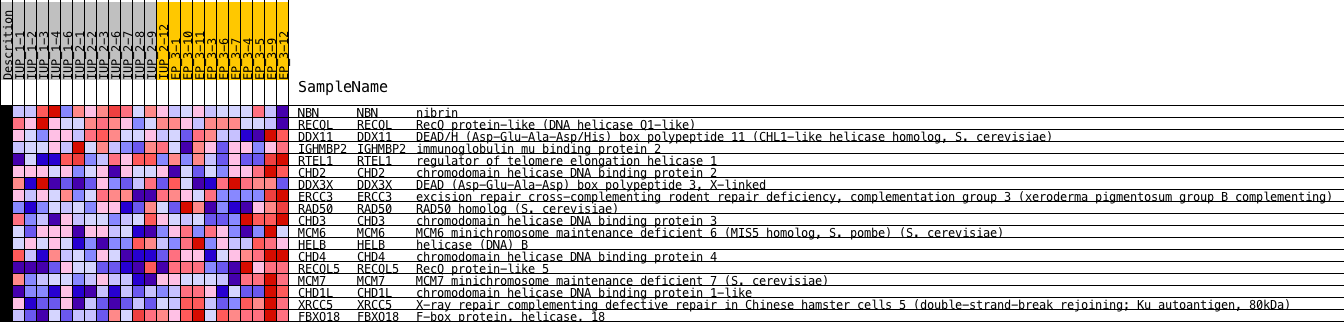 Descrition
IUP_1-1
IUP_1-2
IUP_1-3
IUP_1-4
IUP_1-6
IUP_2-1
IUP_2-2
IUP_2-3
IUP_2-6
IUP_2-7
IUP_2-8
IUP_2-9
IUP_2-12
EP_3-1
EP_3-10
EP_3-11
EP_3-3
EP_3-6
EP_3-7
EP_3-4
EP_3-5
EP_3-9
EP_3-12
SampleName
NBN NBN nibrin
RECQL RECQL RecQ protein-like (DNA helicase Q1-like)
DDX11 DDX11 DEAD/H (Asp-Glu-Ala-Asp/His) box polypeptide 11 (CHL1-like helicase homolog, S. cerevisiae)
IGHMBP2 IGHMBP2 immunoglobulin mu binding protein 2
RTEL1 RTEL1 regulator of telomere elongation helicase 1
CHD2 CHD2 chromodomain helicase DNA binding protein 2
DDX3X DDX3X DEAD (Asp-Glu-Ala-Asp) box polypeptide 3, X-linked
ERCC3 ERCC3 excision repair cross-complementing rodent repair deficiency, complementation group 3 (xeroderma pigmentosum group B complementing)
RAD50 RAD50 RAD50 homolog (S. cerevisiae)
CHD3 CHD3 chromodomain helicase DNA binding protein 3
MCM6 MCM6 MCM6 minichromosome maintenance deficient 6 (MIS5 homolog, S. pombe) (S. cerevisiae)
HELB HELB helicase (DNA) B
CHD4 CHD4 chromodomain helicase DNA binding protein 4
RECQL5 RECQL5 RecQ protein-like 5
MCM7 MCM7 MCM7 minichromosome maintenance deficient 7 (S. cerevisiae)
CHD1L CHD1L chromodomain helicase DNA binding protein 1-like
XRCC5 XRCC5 X-ray repair complementing defective repair in Chinese hamster cells 5 (double-strand-break rejoining; Ku autoantigen, 80kDa)
FBXO18 FBXO18 F-box protein, helicase, 18